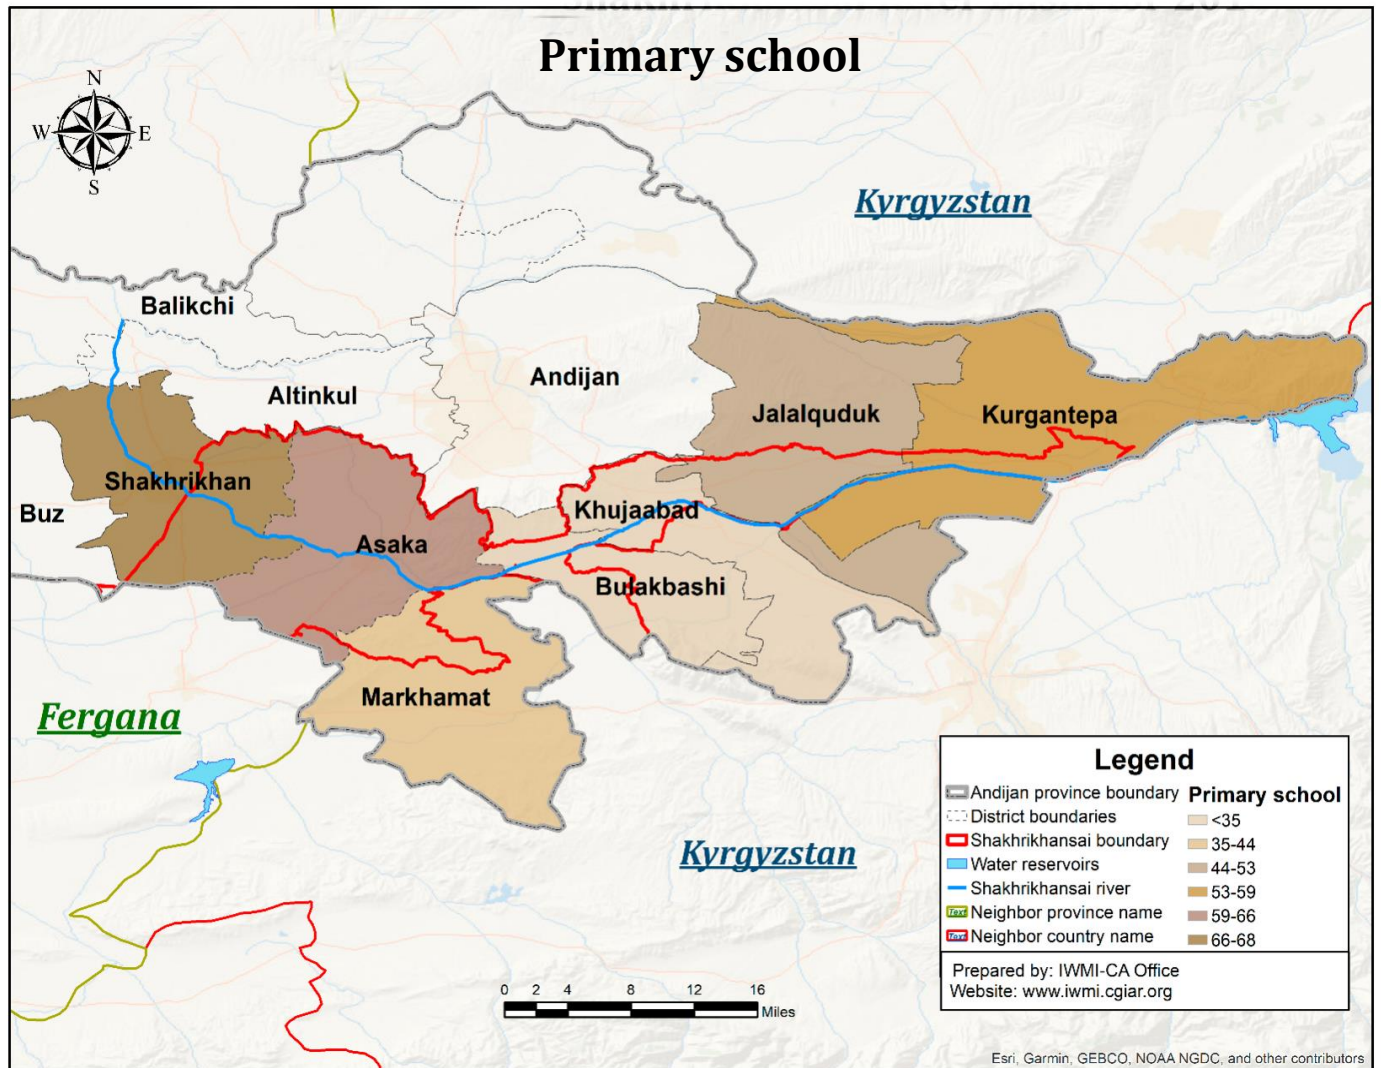 Primary school
N
W E
S
Kyrgyzstan
Balikchi
Altinkul
Andijan
Jalalquduk
Kurgantepa
Shakhrikhan
Buz
Khujaabad
Asaka
Bulakbashi
Markhamat
Fergana
Kyrgyzstan
Legend
Andijan province boundary
District boundaries
Shakhrikhansai boundary
Water reservoirs
Shakhrikhansai river
Text Neighbor province name
Text Neighbor country name
Primary school
<35
35-44
44-53
53-59
59-66
66-68
Prepared by: IWMI-CA Office
Website: www.iwmi.cgiar.org
0 2 4 8 12 16
Miles
Esri, Garmin, GEBCO, NOAA NGDC, and other contributors